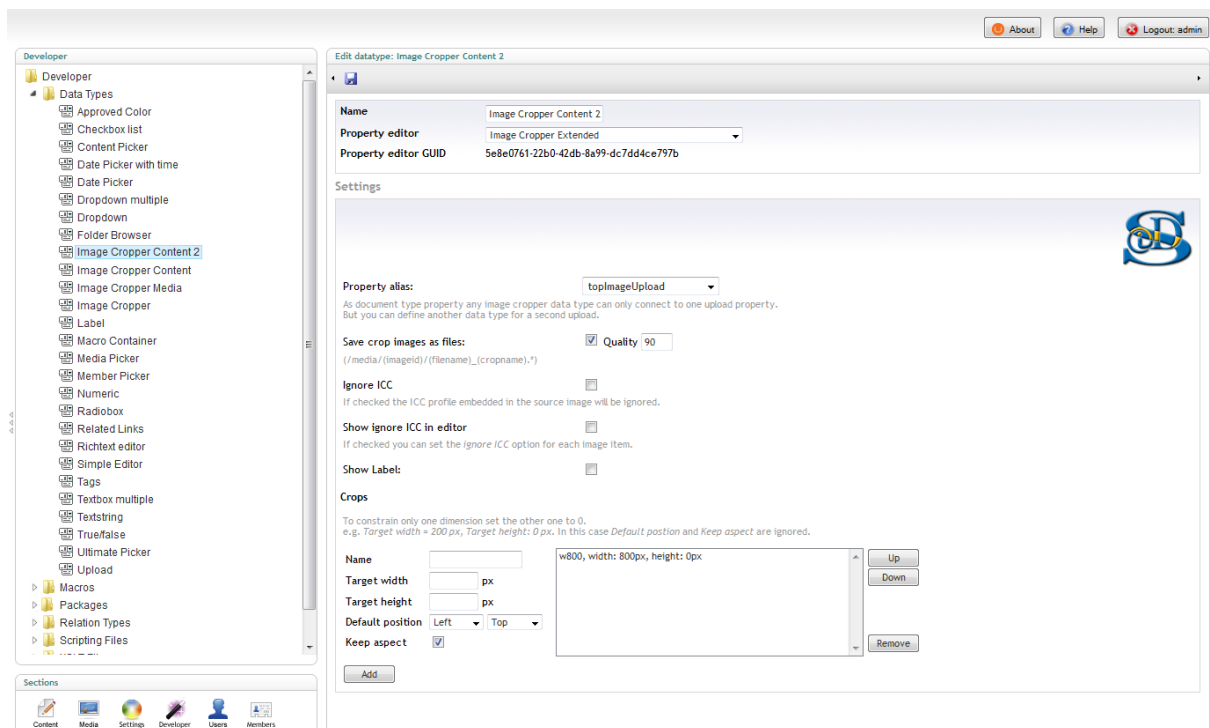 About
Help
Logout: admin
Developer
Developer
Data Types
Approved Color
Checkbox list
Content Picker
Date Picker with time
Date Picker
Dropdown multiple
Dropdown
Folder Browser
Image Cropper Content 2
Image Cropper Content
Image Cropper Media
Image Cropper
Label
Macro Container
Media Picker
Member Picker
Numeric
Radiobox
Related Links
Richtext editor
Simple Editor
Tags
Textbox multiple
Textstring
True/false
Ultimate Picker
Upload
Macros
Packages
Relation Types
Scripting Files
Sections
Content Media Settings Developer Users Members
Edit datatype: Image Cropper Content 2
Name Image Cropper Content 2
Property editor Image Cropper Extended
Property editor GUID 5e8e0761-22b0-42db-8a99-dc7dd4ce797b
Settings
Property alias: topImageUpload
As document type property any image cropper data type can only connect to one upload property.
But you can define another data type for a second upload.
Save crop images as files: Quality 90
(/media/(imageid)/(filename)_(cropname).*)
Ignore ICC
If checked the ICC profile embedded in the source image will be ignored.
Show ignore ICC in editor
If checked you can set the Ignore ICC option for each image item.
Show Label:
Crops
To constrain only one dimension set the other one to 0.
e.g. Target width = 200 px, Target height: 0 px. In this case Default postion and Keep aspect are ignored.
Name
Target width px
Target height px
Default position Left Top
Keep aspect
Add
w800, width: 800px, height: 0px
Up
Down
Remove